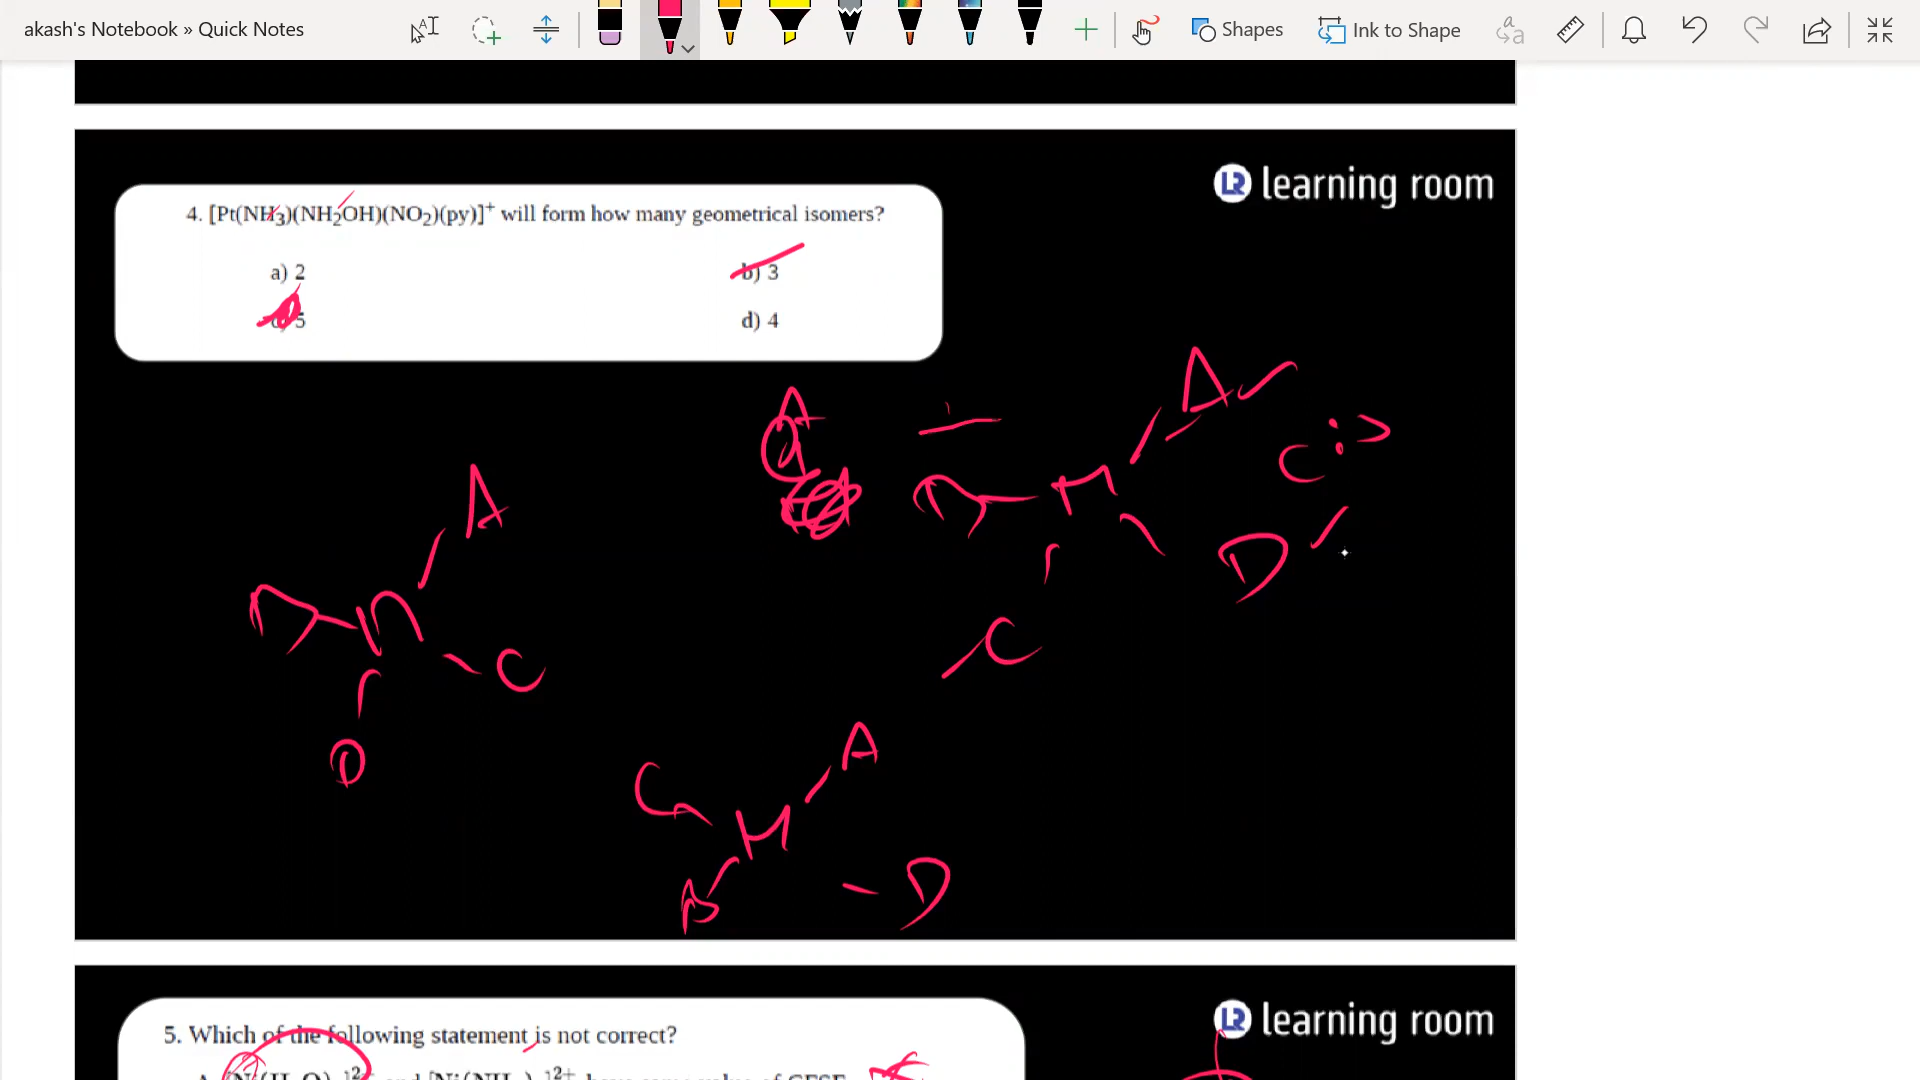 akash's Notebook » Quick Notes
Shapes
Ink to Shape
learning room
4. [Pt(NH3)(NH2OH)(NO2)(py)]+ will form how many geometrical isomers?
a) 2
b) 3
5
d) 4
A
A
C
D
M
A
C
C
D
C
M
A
B
D
learning room
5. Which of the following statement is not correct?